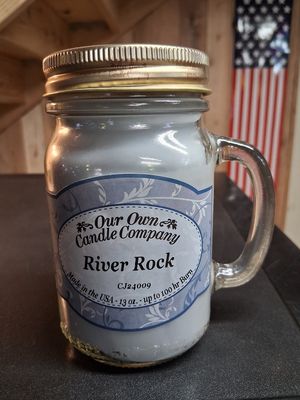 Our Own
Candle Company
River Rock
CJ24009
Made in the USA - 13 oz. - up to 100 hr Burn